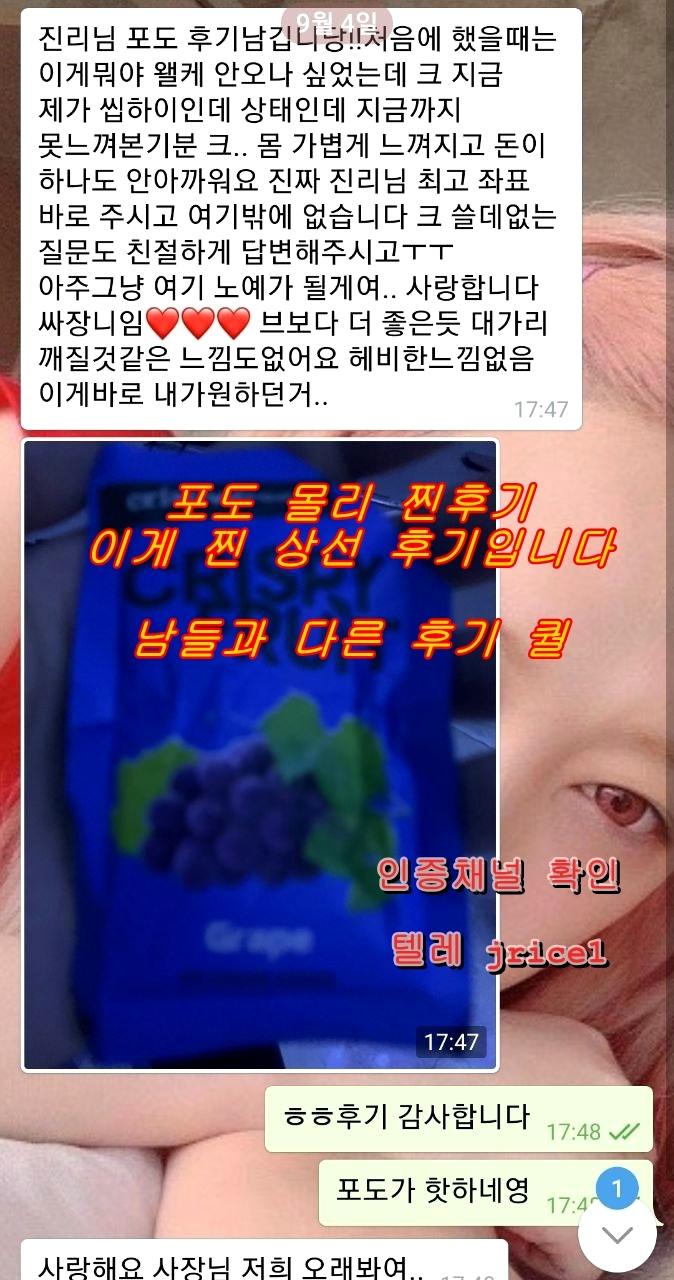 9월 4일
진리님 포도 후기남깁니당!!처음에 했을때는
이게뭐야 왤케 안오나 싶었는데 크 지금
제가 씹하이인데 상태인데 지금까지
못느껴본기분 크.. 몸 가볍게 느껴지고 돈이
하나도 안아까워요 진짜 진리님 최고 좌표
바로 주시고 여기밖에 없습니다 크 쓸데없는
질문도 친절하게 답변해주시고ㅜㅜ
아주그냥 여기 노예가 될게여.. 사랑합니다
싸장니임❤️❤️❤️ 브보다 더 좋은듯 대가리
깨질것같은 느낌도없어요 헤비한느낌없음
이게바로 내가원하던거..
17:47
포도 몰리 찐후기
이게 찐 상선 후기입니다
CRISPY
FRUIT
남들과 다른 후기 퀄
인증채널 확인
텔레 jrice1
Grape
17:47
ㅎㅎ후기 감사합니다
17:48
포도가 핫하네영
1
사랑해요 사장님 저희 오래봐여..